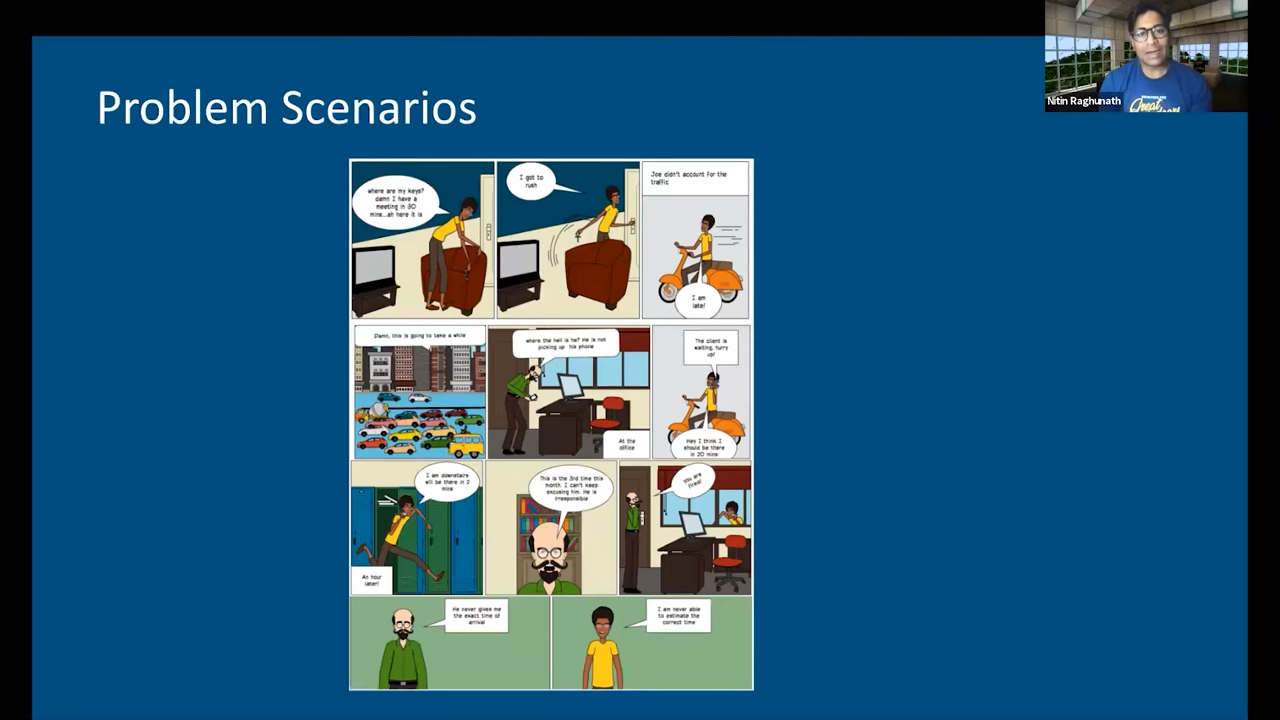 Problem Scenarios
where are my keys?
damn I have a
meeting in 30
mins...ah here it is
I got to
rush
Joe didn't account for the
traffic
I am
late!
Damn, this is going to take a while
where the hell is he? He is not
picking up his phone
At the
office
The client is
waiting, hurry
up!
Hey I think I
should be there
in 20 mins
I am downstairs
will be there in 2
mins
An hour
later!
This is the 3rd time this
month. I can't keep
excusing him. He is
irresponsible
you are
fired!
He never gives me
the exact time of
arrival
I am never able
to estimate the
correct time
Nitin Raghunath
Great